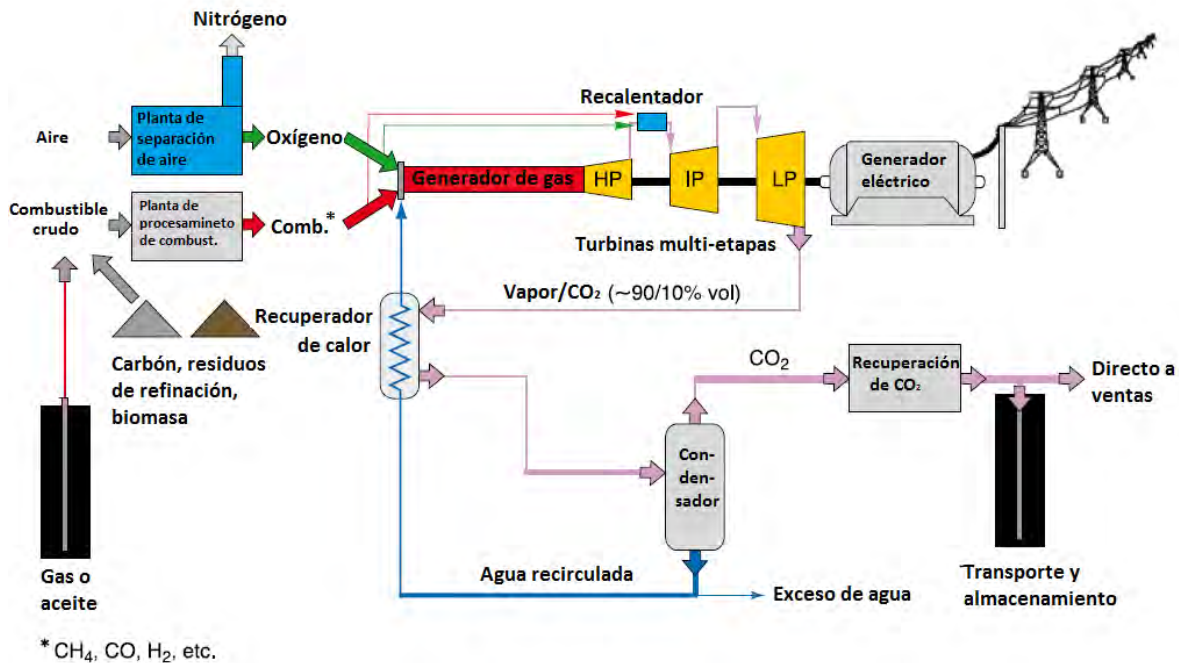 Nitrógeno
Aire
Planta de
separación
de aire
Oxígeno
Recalentador
Combustible
crudo
Planta de
procesamineto
de combust.
Comb.*
Generador de gas
HP
IP
LP
Generador
eléctrico
Turbinas multi-etapas
Vapor/CO₂ (~90/10% vol)
Recuperador
de calor
Carbón, residuos
de refinación,
biomasa
CO₂
Recuperación
de CO₂
Directo a
ventas
Con-
den-
sador
Gas o
aceite
Agua recirculada
Exceso de agua
Transporte y
almacenamiento
* CH₄, CO, H₂, etc.